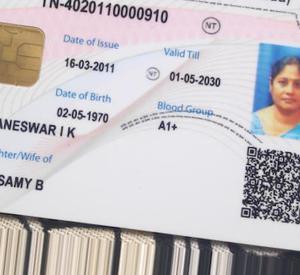 TN-4020110000910
NT
Date of Issue
Valid Till
16-03-2011
NT
01-05-2030
Date of Birth
Blood Group
02-05-1970
A1+
ANESWAR I K
hter/Wife of
SAMY B